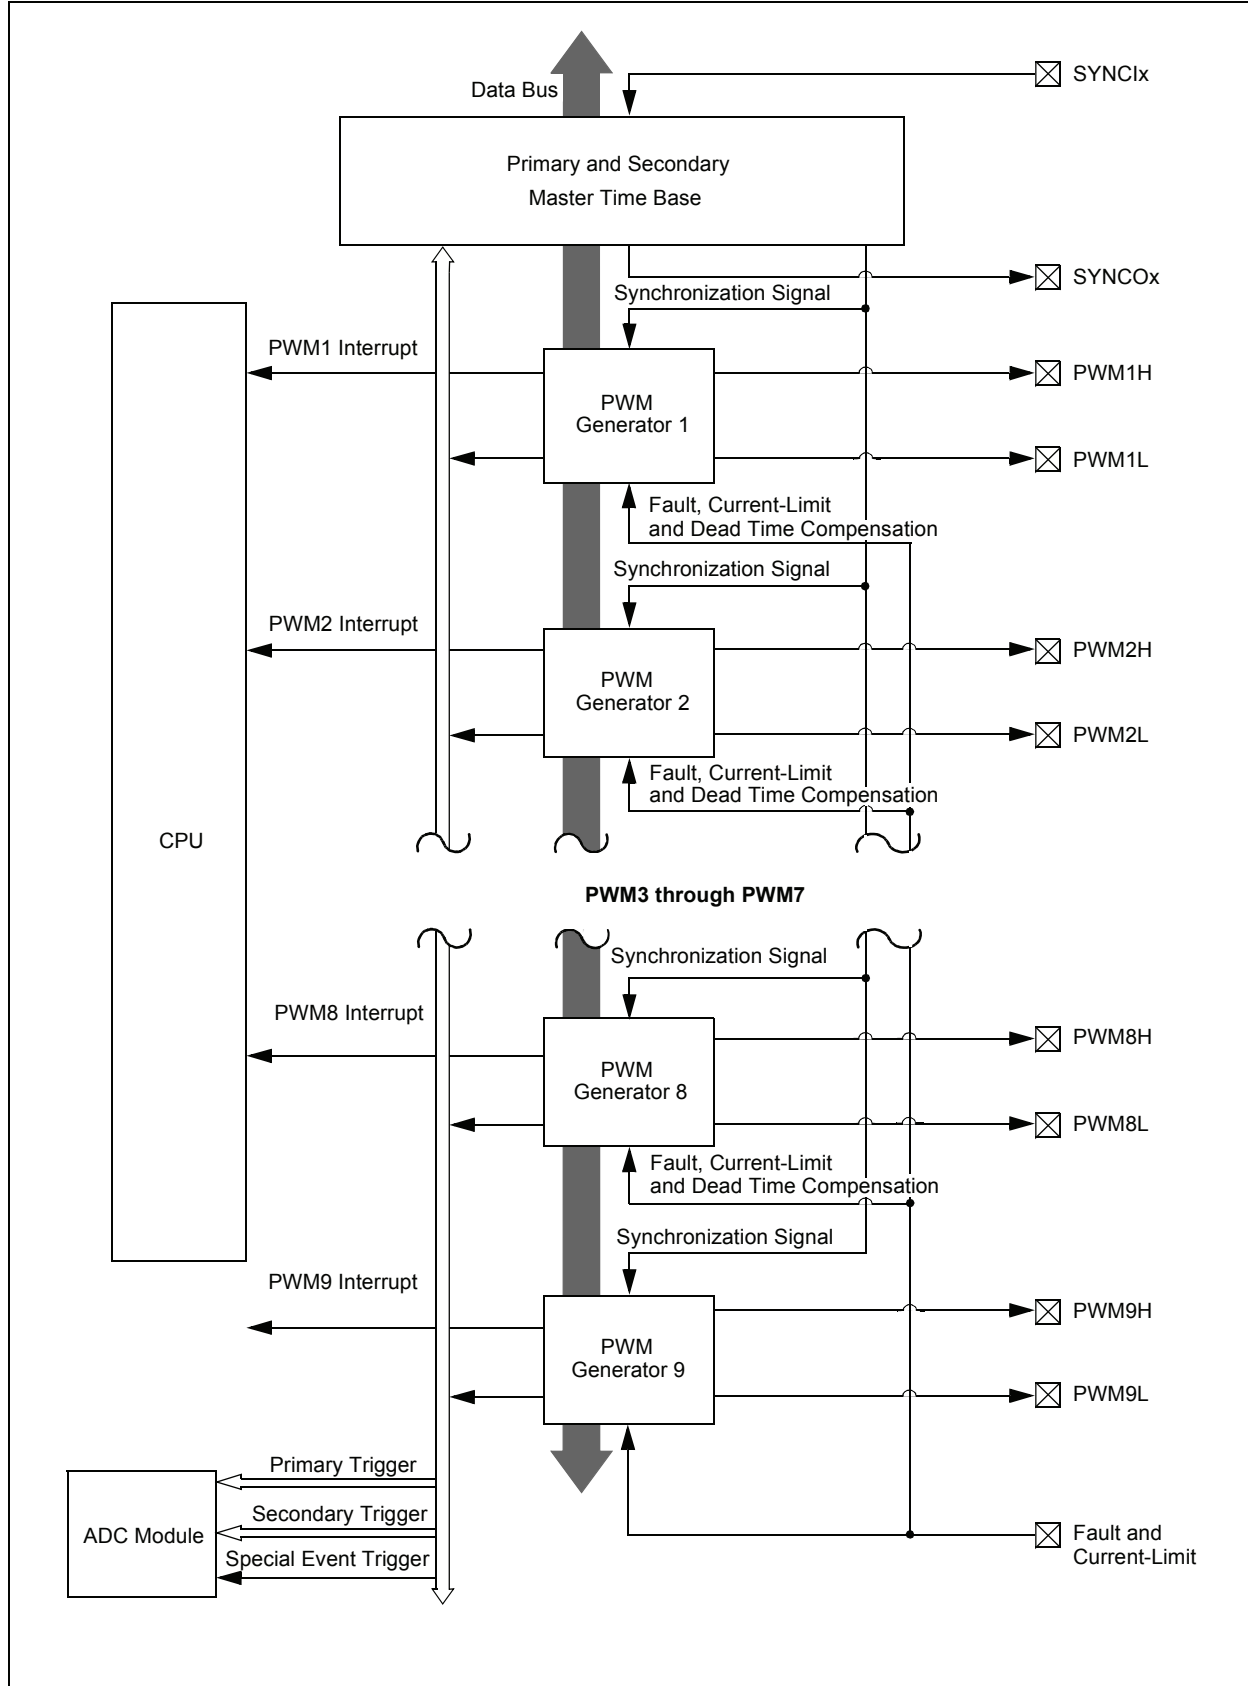 SYNCIx
Data Bus
Primary and Secondary
Master Time Base
SYNCOx
Synchronization Signal
PWM1 Interrupt
PWM1H
PWM
Generator 1
PWM1L
Fault, Current-Limit
and Dead Time Compensation
Synchronization Signal
PWM2 Interrupt
PWM2H
PWM
Generator 2
PWM2L
Fault, Current-Limit
and Dead Time Compensation
CPU
PWM3 through PWM7
Synchronization Signal
PWM8 Interrupt
PWM8H
PWM
Generator 8
PWM8L
Fault, Current-Limit
and Dead Time Compensation
Synchronization Signal
PWM9 Interrupt
PWM9H
PWM
Generator 9
PWM9L
Primary Trigger
Secondary Trigger
ADC Module
Special Event Trigger
Fault and
Current-Limit